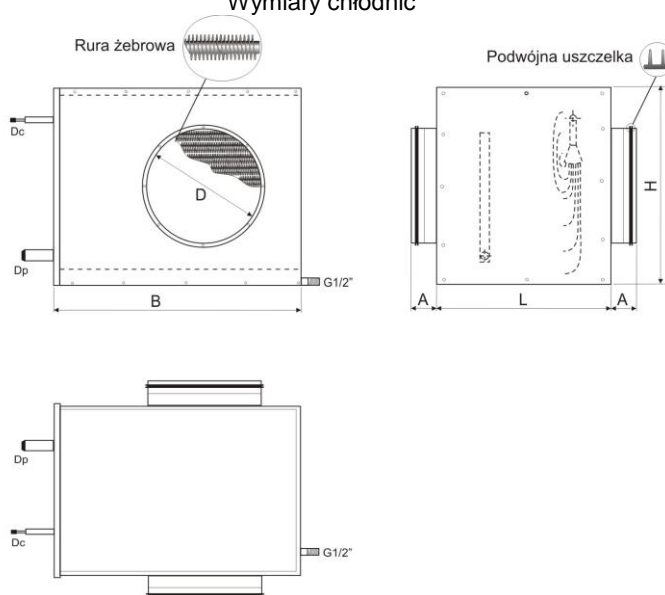 Wymiary chłodnic
Rura żebrowa
Podwójna uszczelka
Dc
D
H
Dp
G1/2"
B
A
L
A
Dp
Dc
G1/2"